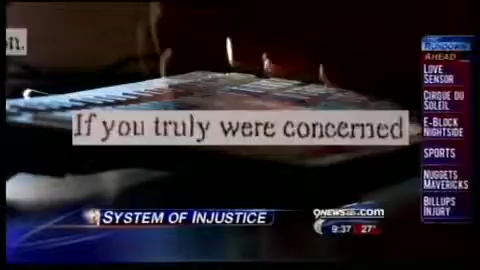 on.
If you truly were concerned
SYSTEM OF INJUSTICE
9NEWS
.com
9:37 27°
RUNDOWN
AHEAD
LOVE
SENSOR
CIRQUE DU
SOLEIL
E-BLOCK
NIGHTSIDE
SPORTS
NUGGETS
MAVERICKS
BILLUPS
INJURY